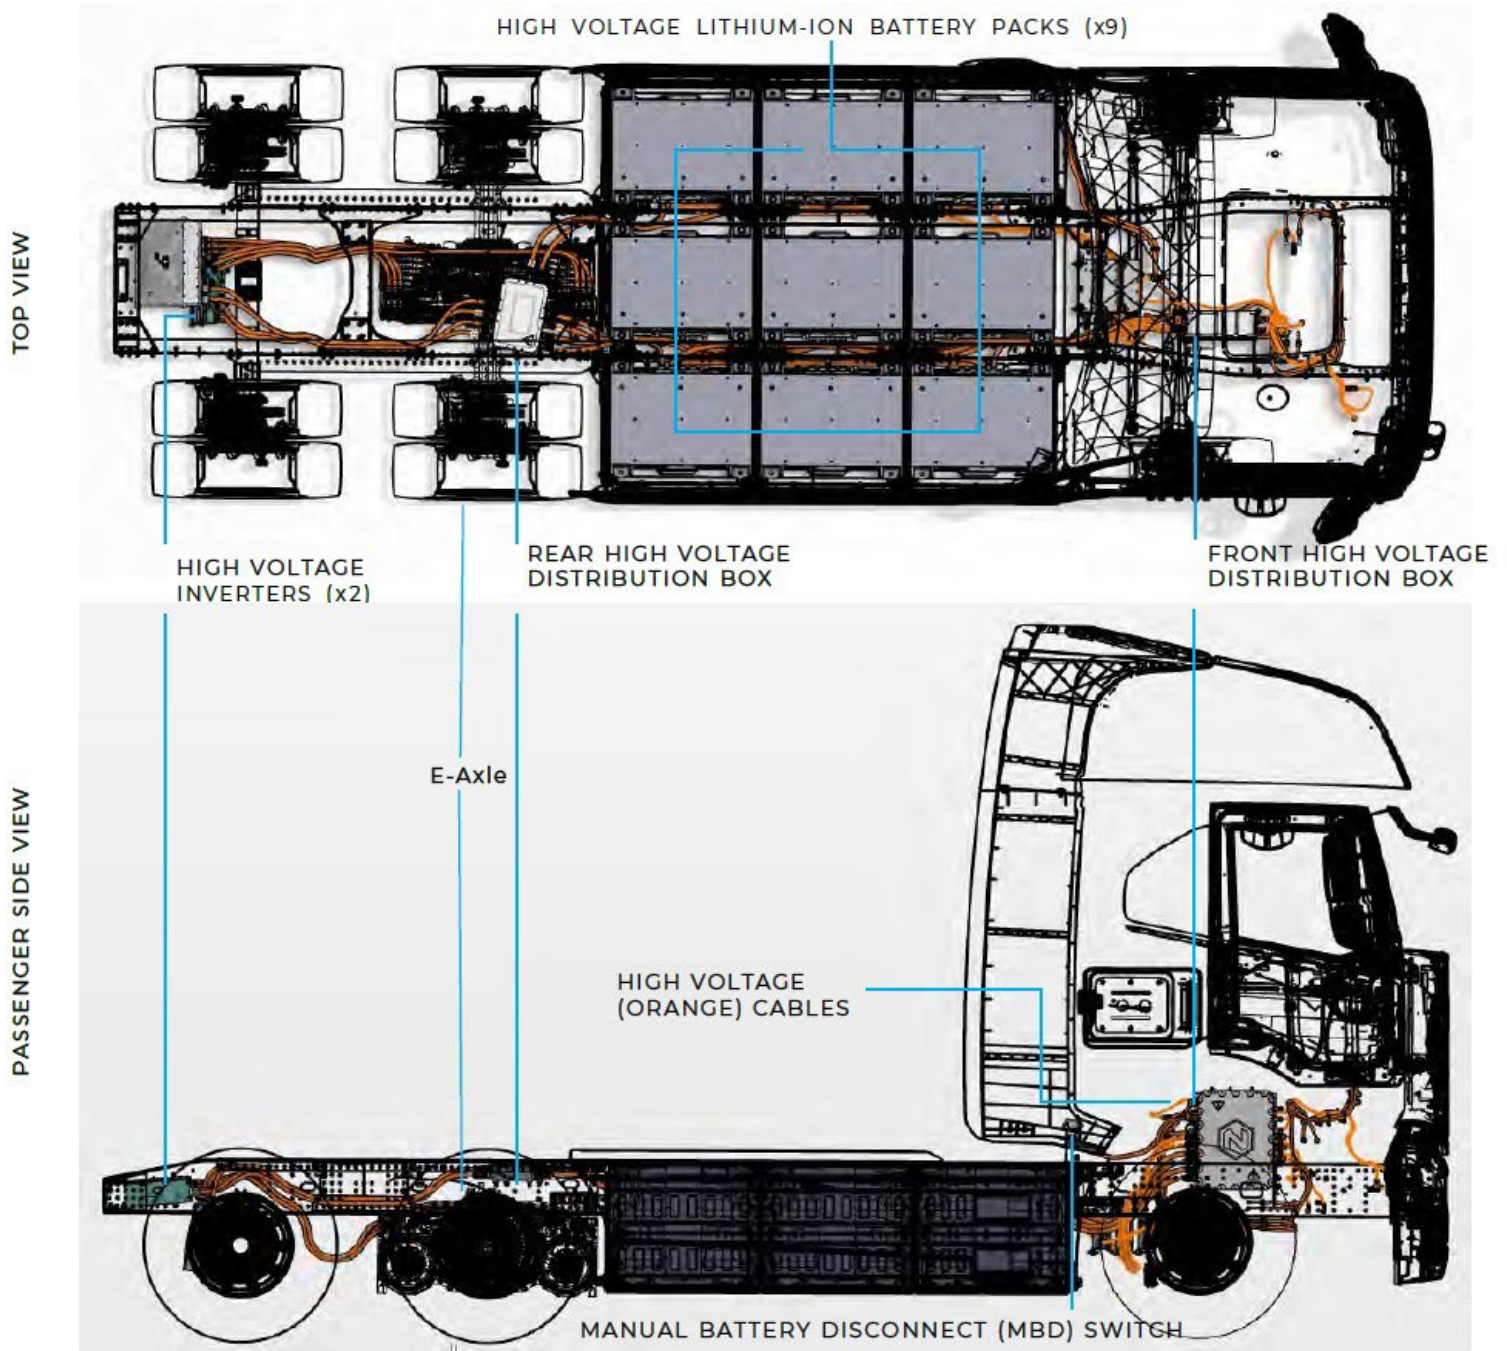 HIGH VOLTAGE LITHIUM-ION BATTERY PACKS (x9)
TOP VIEW
HIGH VOLTAGE
INVERTERS (x2)
REAR HIGH VOLTAGE
DISTRIBUTION BOX
FRONT HIGH VOLTAGE
DISTRIBUTION BOX
E-Axle
PASSENGER SIDE VIEW
HIGH VOLTAGE
(ORANGE) CABLES
MANUAL BATTERY DISCONNECT (MBD) SWITCH